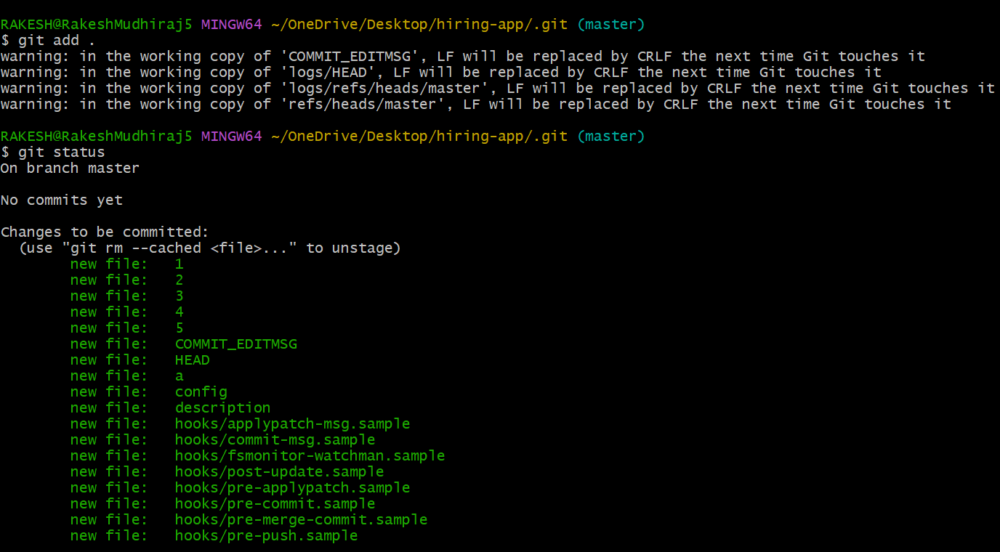 RAKESH@RakeshMudhiraj5 MINGW64 ~/OneDrive/Desktop/hiring-app/.git (master)
$ git add .
warning: in the working copy of 'COMMIT_EDITMSG', LF will be replaced by CRLF the next time Git touches it
warning: in the working copy of 'logs/HEAD', LF will be replaced by CRLF the next time Git touches it
warning: in the working copy of 'logs/refs/heads/master', LF will be replaced by CRLF the next time Git touches it
warning: in the working copy of 'refs/heads/master', LF will be replaced by CRLF the next time Git touches it

RAKESH@RakeshMudhiraj5 MINGW64 ~/OneDrive/Desktop/hiring-app/.git (master)
$ git status
On branch master

No commits yet

Changes to be committed:
  (use "git rm --cached <file>..." to unstage)
        new file:   1
        new file:   2
        new file:   3
        new file:   4
        new file:   5
        new file:   COMMIT_EDITMSG
        new file:   HEAD
        new file:   a
        new file:   config
        new file:   description
        new file:   hooks/applypatch-msg.sample
        new file:   hooks/commit-msg.sample
        new file:   hooks/fsmonitor-watchman.sample
        new file:   hooks/post-update.sample
        new file:   hooks/pre-applypatch.sample
        new file:   hooks/pre-commit.sample
        new file:   hooks/pre-merge-commit.sample
        new file:   hooks/pre-push.sample